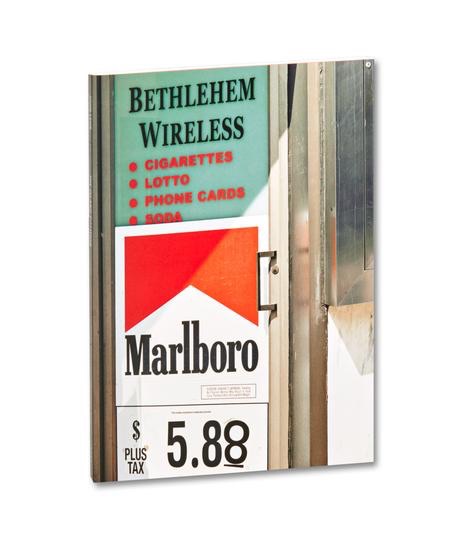 BETHLEHEM
WIRELESS
CIGARETTES
LOTTO
PHONE CARDS
SODA
Marlboro
$
PLUS
TAX
5.88